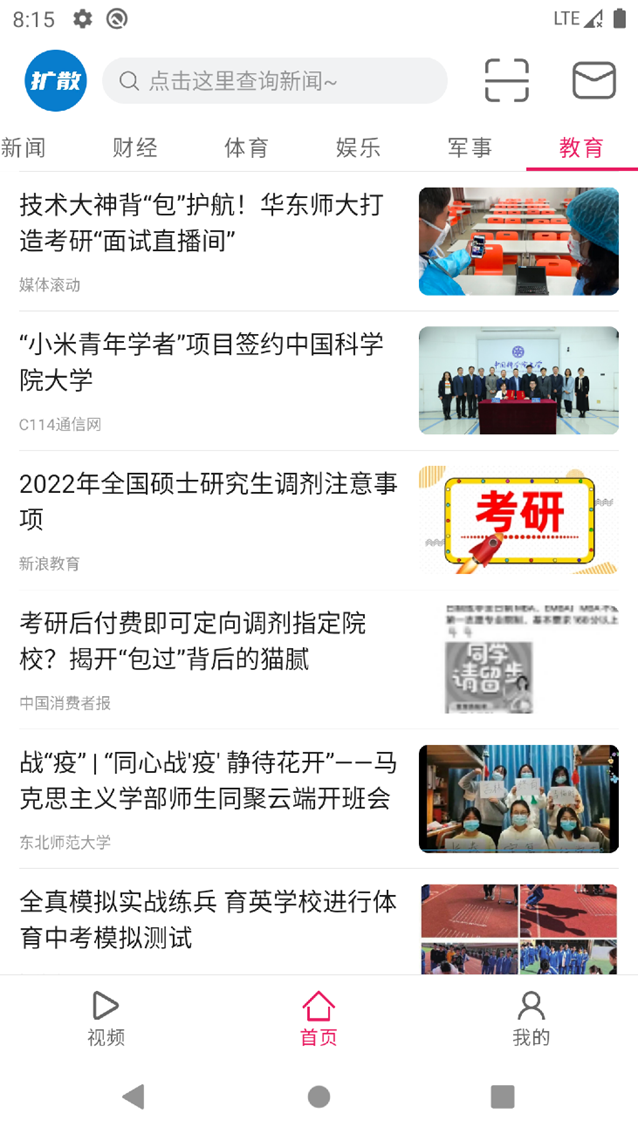 8:15
LTE
扩散
点击这里查询新闻~
新闻 财经 体育 娱乐 军事 教育
技术大神背“包”护航！华东师大打
造考研“面试直播间”
媒体滚动
“小米青年学者”项目签约中国科学
院大学
C114通信网
中国科学院大学
2022年全国硕士研究生调剂注意事
项
新浪教育
考研
考研后付费即可定向调剂指定院
校？揭开“包过”背后的猫腻
中国消费者报
同学
请留步
战“疫” | “同心战'疫' 静待花开”——马
克思主义学部师生同聚云端开班会
东北师范大学
全真模拟实战练兵 育英学校进行体
育中考模拟测试
视频 首页 我的